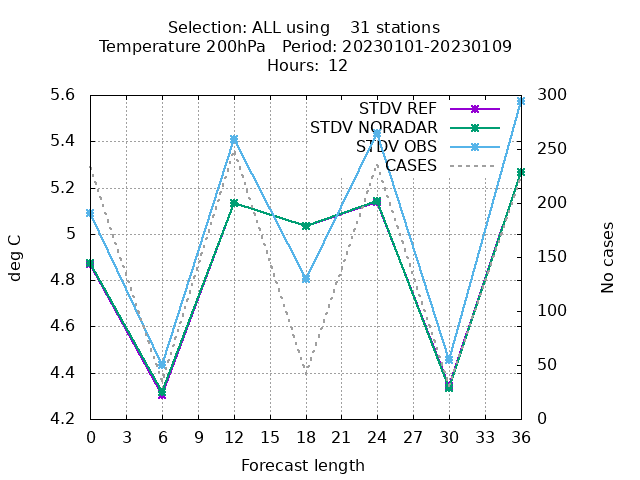 Selection: ALL using    31 stations
Temperature 200hPa   Period: 20230101-20230109
Hours:  12
5.6
5.4
5.2
5
4.8
4.6
4.4
4.2
deg C
STDV REF
STDV NORADAR
STDV OBS
CASES
300
250
200
150
100
50
0
No cases
0 3 6 9 12 15 18 21 24 27 30 33 36
Forecast length